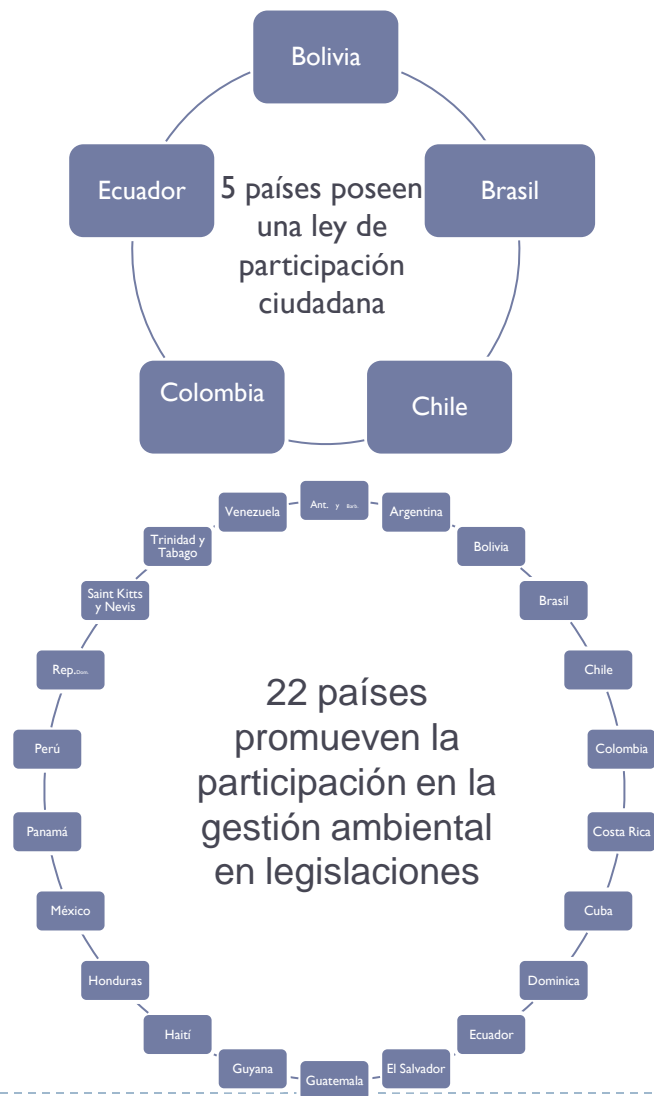 Bolivia
Ecuador
Brasil
5 países poseen
una ley de
participación
ciudadana
Colombia
Chile
Ant. y Barb.
Argentina
Bolivia
Brasil
Chile
Colombia
Costa Rica
Cuba
Dominica
Ecuador
El Salvador
Guatemala
Guyana
Haití
Honduras
México
Panamá
Perú
Rep.Dom.
Saint Kitts
y Nevis
Trinidad y
Tabago
Venezuela
22 países
promueven la
participación en la
gestión ambiental
en legislaciones